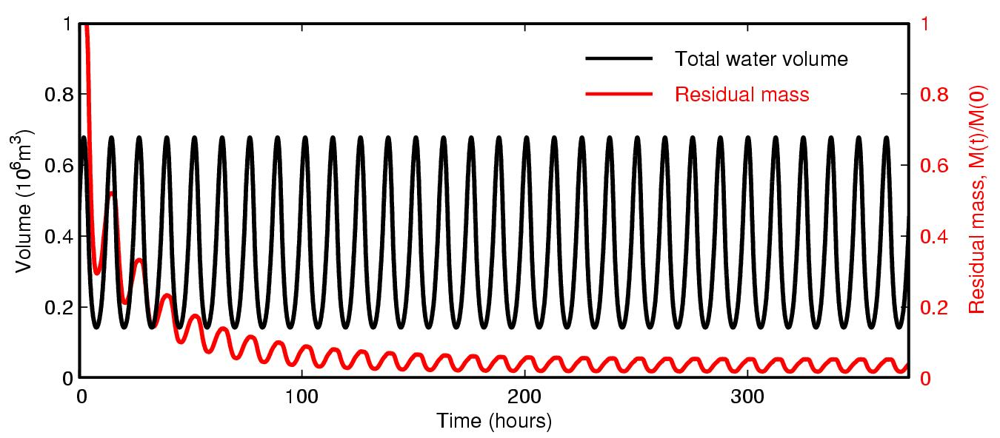 1
0.8
0.6
0.4
0.2
0
Volume (10⁶m³)
Total water volume
Residual mass
1
0.8
0.6
0.4
0.2
0
Residual mass, M(t)/M(0)
0 100 200 300
Time (hours)